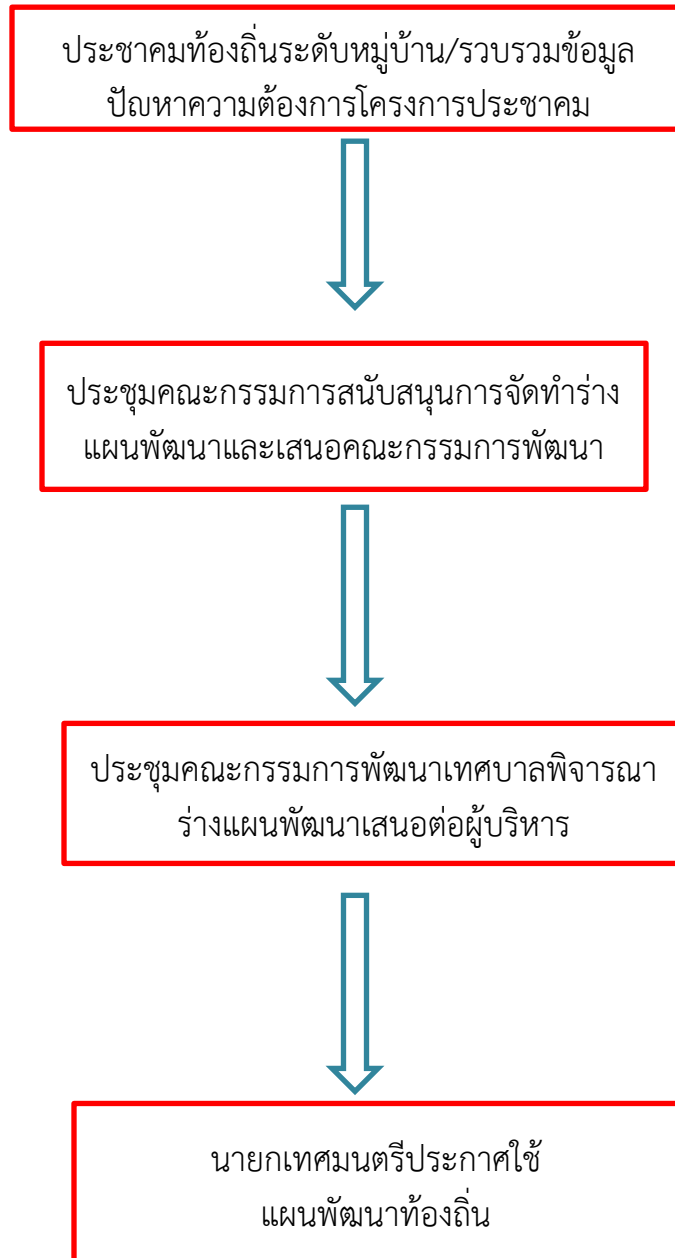 ประชาคมท้องถิ่นระดับหมู่บ้าน/รวบรวมข้อมูล
ปัญหาความต้องการโครงการประชาคม
ประชุมคณะกรรมการสนับสนุนการจัดทำร่าง
แผนพัฒนาและเสนอคณะกรรมการพัฒนา
ประชุมคณะกรรมการพัฒนาเทศบาลพิจารณา
ร่างแผนพัฒนาเสนอต่อผู้บริหาร
นายกเทศมนตรีประกาศใช้
แผนพัฒนาท้องถิ่น